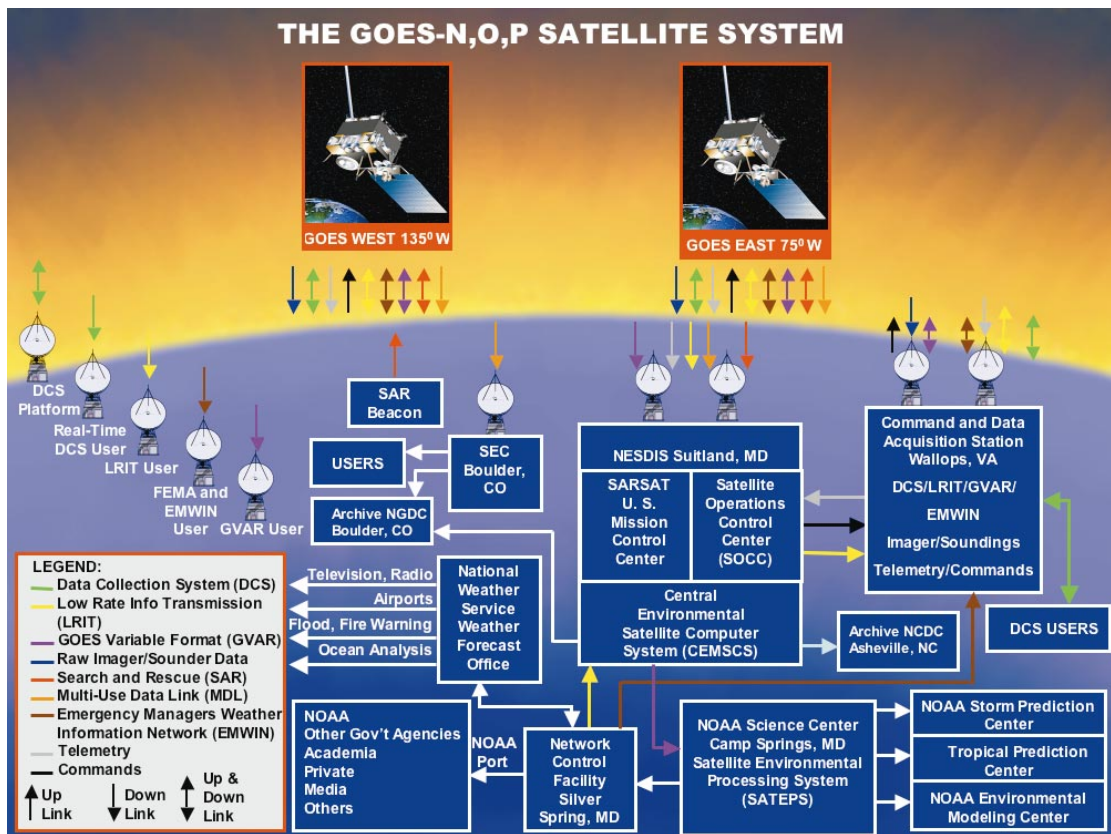 THE GOES-N,O,P SATELLITE SYSTEM
GOES WEST 135⁰ W
GOES EAST 75⁰ W
DCS
Platform
Real-Time
DCS User
LRIT User
FEMA and
EMWIN
User
GVAR User
SAR
Beacon
USERS
SEC
Boulder,
CO
Archive NGDC
Boulder, CO
NESDIS Suitland, MD
SARSAT
U. S.
Mission
Control
Center
Satellite
Operations
Control
Center
(SOCC)
Central
Environmental
Satellite Computer
System (CEMSCS)
Command and Data
Acquisition Station
Wallops, VA
DCS/LRIT/GVAR/
EMWIN
Imager/Soundings
Telemetry/Commands
DCS USERS
Archive NCDC
Asheville, NC
Television, Radio
Airports
Flood, Fire Warning
Ocean Analysis
National
Weather
Service
Weather
Forecast
Office
LEGEND:
Data Collection System (DCS)
Low Rate Info Transmission
(LRIT)
GOES Variable Format (GVAR)
Raw Imager/Sounder Data
Search and Rescue (SAR)
Multi-Use Data Link (MDL)
Emergency Managers Weather
Information Network (EMWIN)
Telemetry
Commands
Up
Link
Down
Link
Up &
Down
Link
NOAA
Other Gov't Agencies
Academia
Private
Media
Others
NOAA
Port
Network
Control
Facility
Silver
Spring, MD
NOAA Science Center
Camp Springs, MD
Satellite Environmental
Processing System
(SATEPS)
NOAA Storm Prediction
Center
Tropical Prediction
Center
NOAA Environmental
Modeling Center